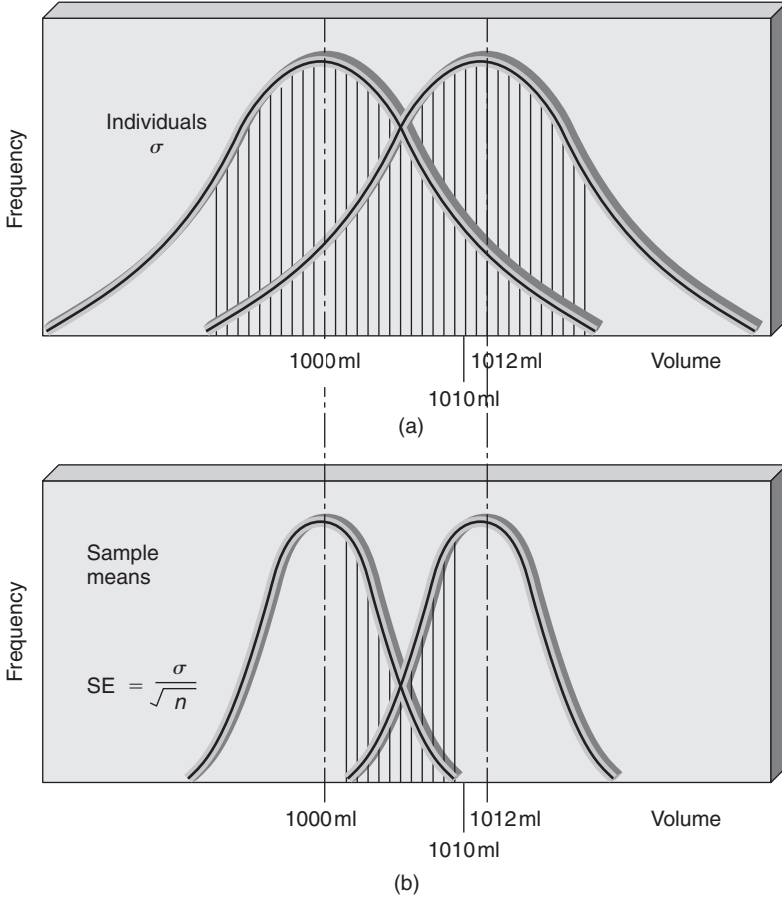 Individuals
σ
Frequency
1000 ml 1012 ml Volume
1010 ml
(a)
Sample
means
Frequency
SE = σ / √n
1000 ml 1012 ml Volume
1010 ml
(b)